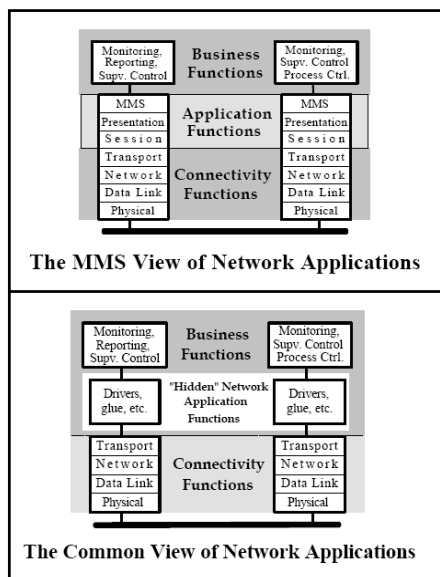 Monitoring,
Reporting,
Supv. Control
Business
Functions
Monitoring,
Supv. Control
Process Ctrl.
MMS
Presentation
Session
Transport
Network
Data Link
Physical
Application
Functions
Connectivity
Functions
MMS
Presentation
Session
Transport
Network
Data Link
Physical
The MMS View of Network Applications
Monitoring,
Reporting,
Supv. Control
Business
Functions
Monitoring,
Supv. Control
Process Ctrl.
Drivers,
glue, etc.
"Hidden" Network
Application
Functions
Drivers,
glue, etc.
Transport
Network
Data Link
Physical
Connectivity
Functions
Transport
Network
Data Link
Physical
The Common View of Network Applications